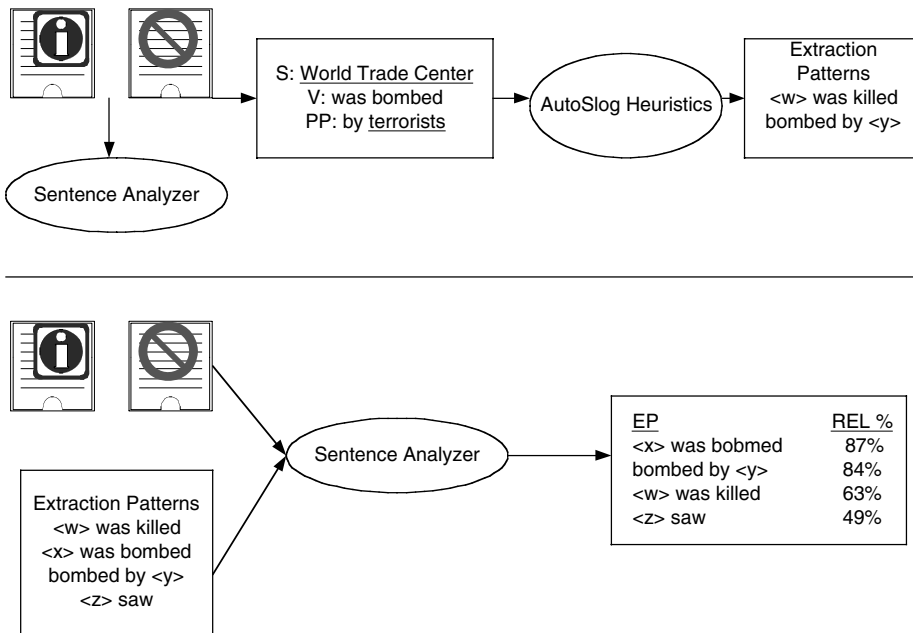 S: World Trade Center
V: was bombed
PP: by terrorists
AutoSlog Heuristics
Extraction
Patterns
<w> was killed
bombed by <y>
Sentence Analyzer
Extraction Patterns
<w> was killed
<x> was bombed
bombed by <y>
<z> saw
Sentence Analyzer
EP REL %
<x> was bobmed 87%
bombed by <y> 84%
<w> was killed 63%
<z> saw 49%